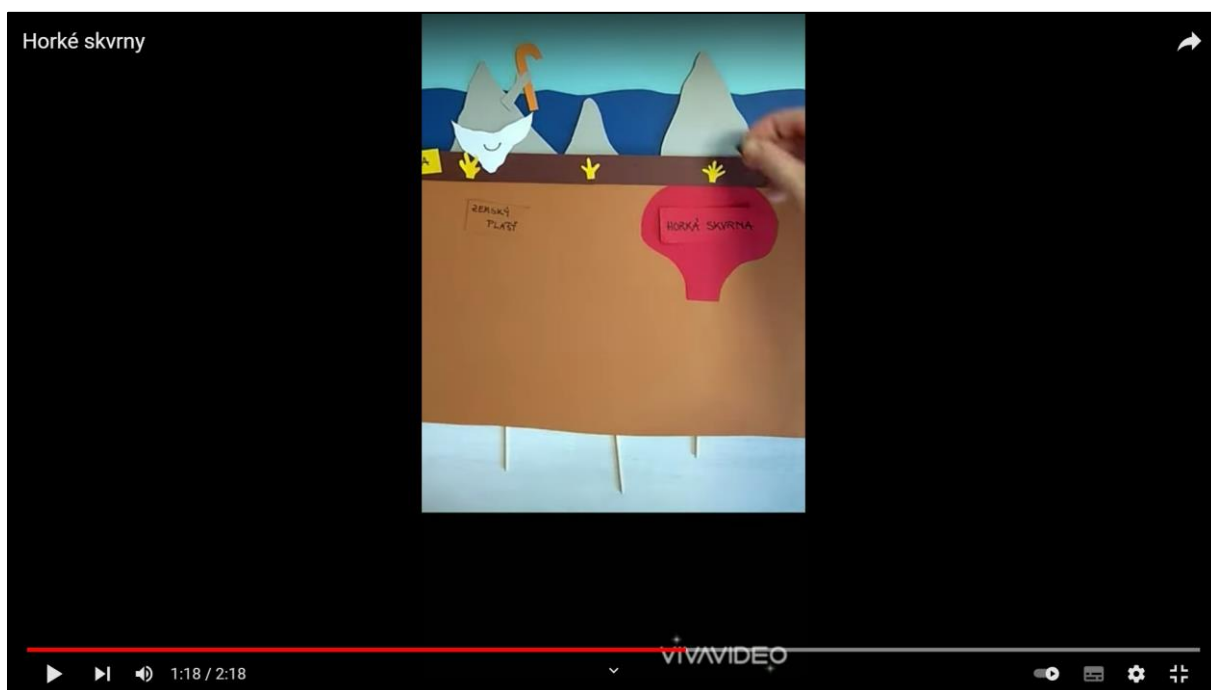 Horké skvrny
A
ZEMSKÝ
PLÁŠŤ
HORKÁ SKVRNA
VIVAVIDEO
1:18 / 2:18